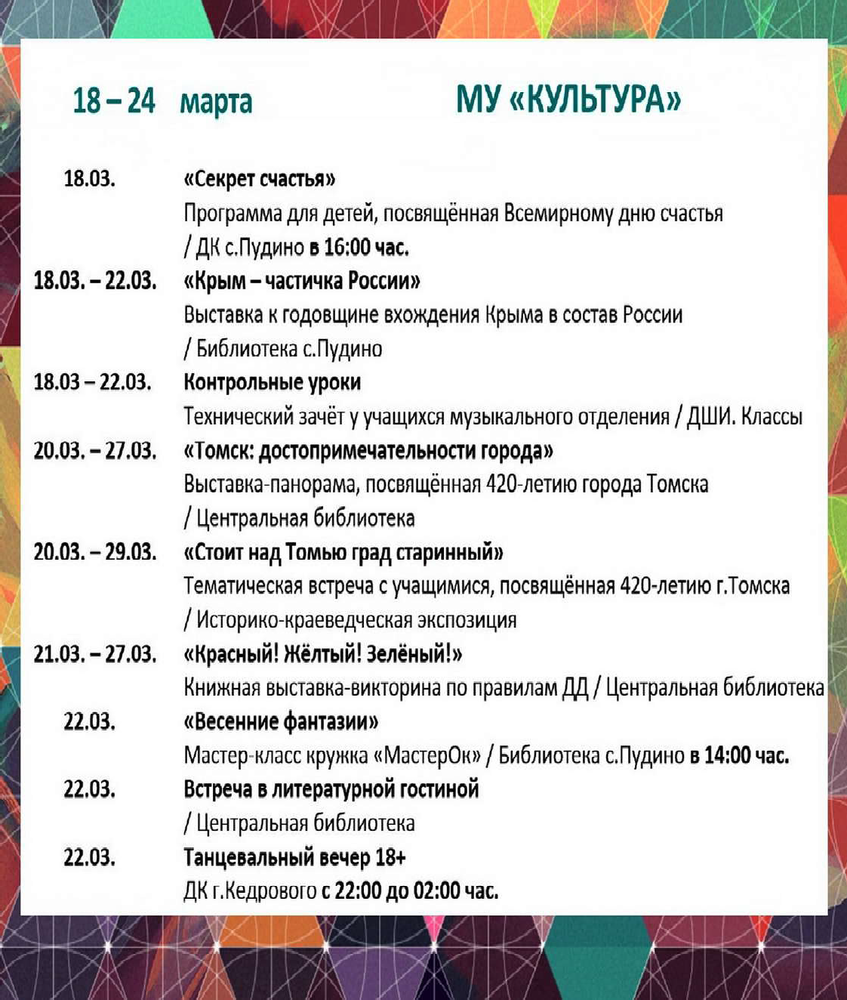 18 – 24 марта МУ «КУЛЬТУРА»
18.03. «Секрет счастья»
Программа для детей, посвящённая Всемирному дню счастья
/ ДК с.Пудино в 16:00 час.
18.03. – 22.03. «Крым – частичка России»
Выставка к годовщине вхождения Крыма в состав России
/ Библиотека с.Пудино
18.03 – 22.03. Контрольные уроки
Технический зачёт у учащихся музыкального отделения / ДШИ. Классы
20.03. – 27.03. «Томск: достопримечательности города»
Выставка-панорама, посвящённая 420-летию города Томска
/ Центральная библиотека
20.03. – 29.03. «Стоит над Томью град старинный»
Тематическая встреча с учащимися, посвящённая 420-летию г.Томска
/ Историко-краеведческая экспозиция
21.03. – 27.03. «Красный! Жёлтый! Зелёный!»
Книжная выставка-викторина по правилам ДД / Центральная библиотека
22.03. «Весенние фантазии»
Мастер-класс кружка «МастерОк» / Библиотека с.Пудино в 14:00 час.
22.03. Встреча в литературной гостиной
/ Центральная библиотека
22.03. Танцевальный вечер 18+
ДК г.Кедрового с 22:00 до 02:00 час.